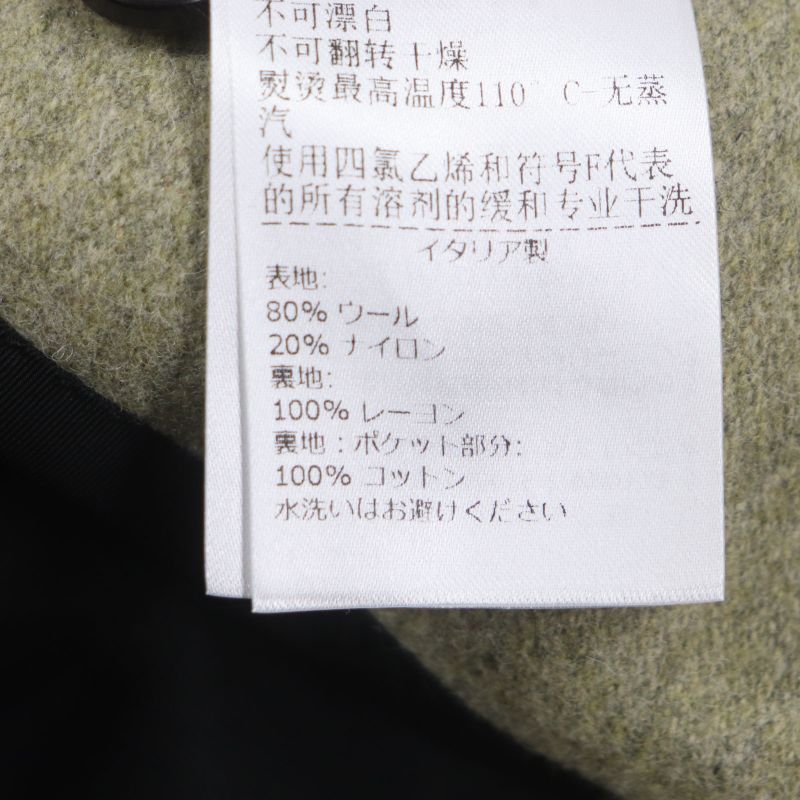 不可漂白
不可翻转干燥
熨烫最高温度110° C-无蒸
汽
使用四氯乙烯和符号F代表
的所有溶剂的缓和专业干洗
イタリア製
表地:
80% ウール
20% ナイロン
裏地:
100% レーヨン
裏地：ポケット部分:
100% コットン
水洗いはお避けください